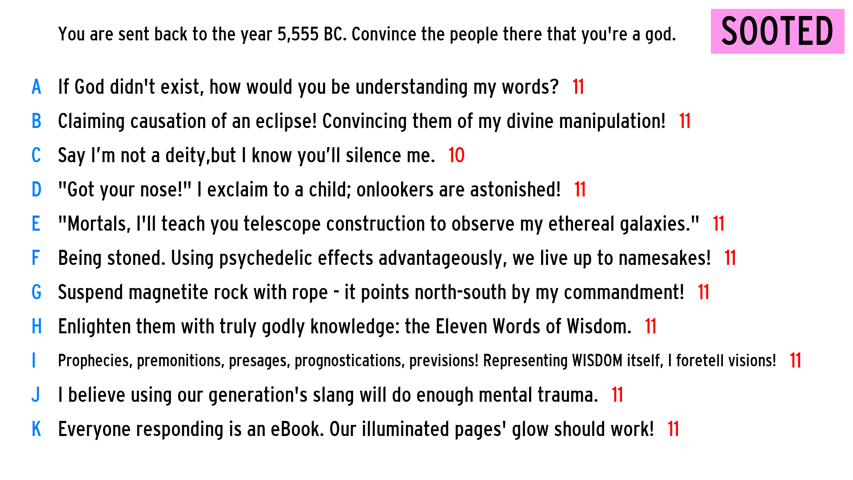 You are sent back to the year 5,555 BC. Convince the people there that you're a god.
SOOTED
A If God didn't exist, how would you be understanding my words? 11
B Claiming causation of an eclipse! Convincing them of my divine manipulation! 11
C Say I’m not a deity,but I know you’ll silence me. 10
D "Got your nose!" I exclaim to a child; onlookers are astonished! 11
E "Mortals, I'll teach you telescope construction to observe my ethereal galaxies." 11
F Being stoned. Using psychedelic effects advantageously, we live up to namesakes! 11
G Suspend magnetite rock with rope - it points north-south by my commandment! 11
H Enlighten them with truly godly knowledge: the Eleven Words of Wisdom. 11
I Prophecies, premonitions, presages, prognostications, previsions! Representing WISDOM itself, I foretell visions! 11
J I believe using our generation's slang will do enough mental trauma. 11
K Everyone responding is an eBook. Our illuminated pages' glow should work! 11